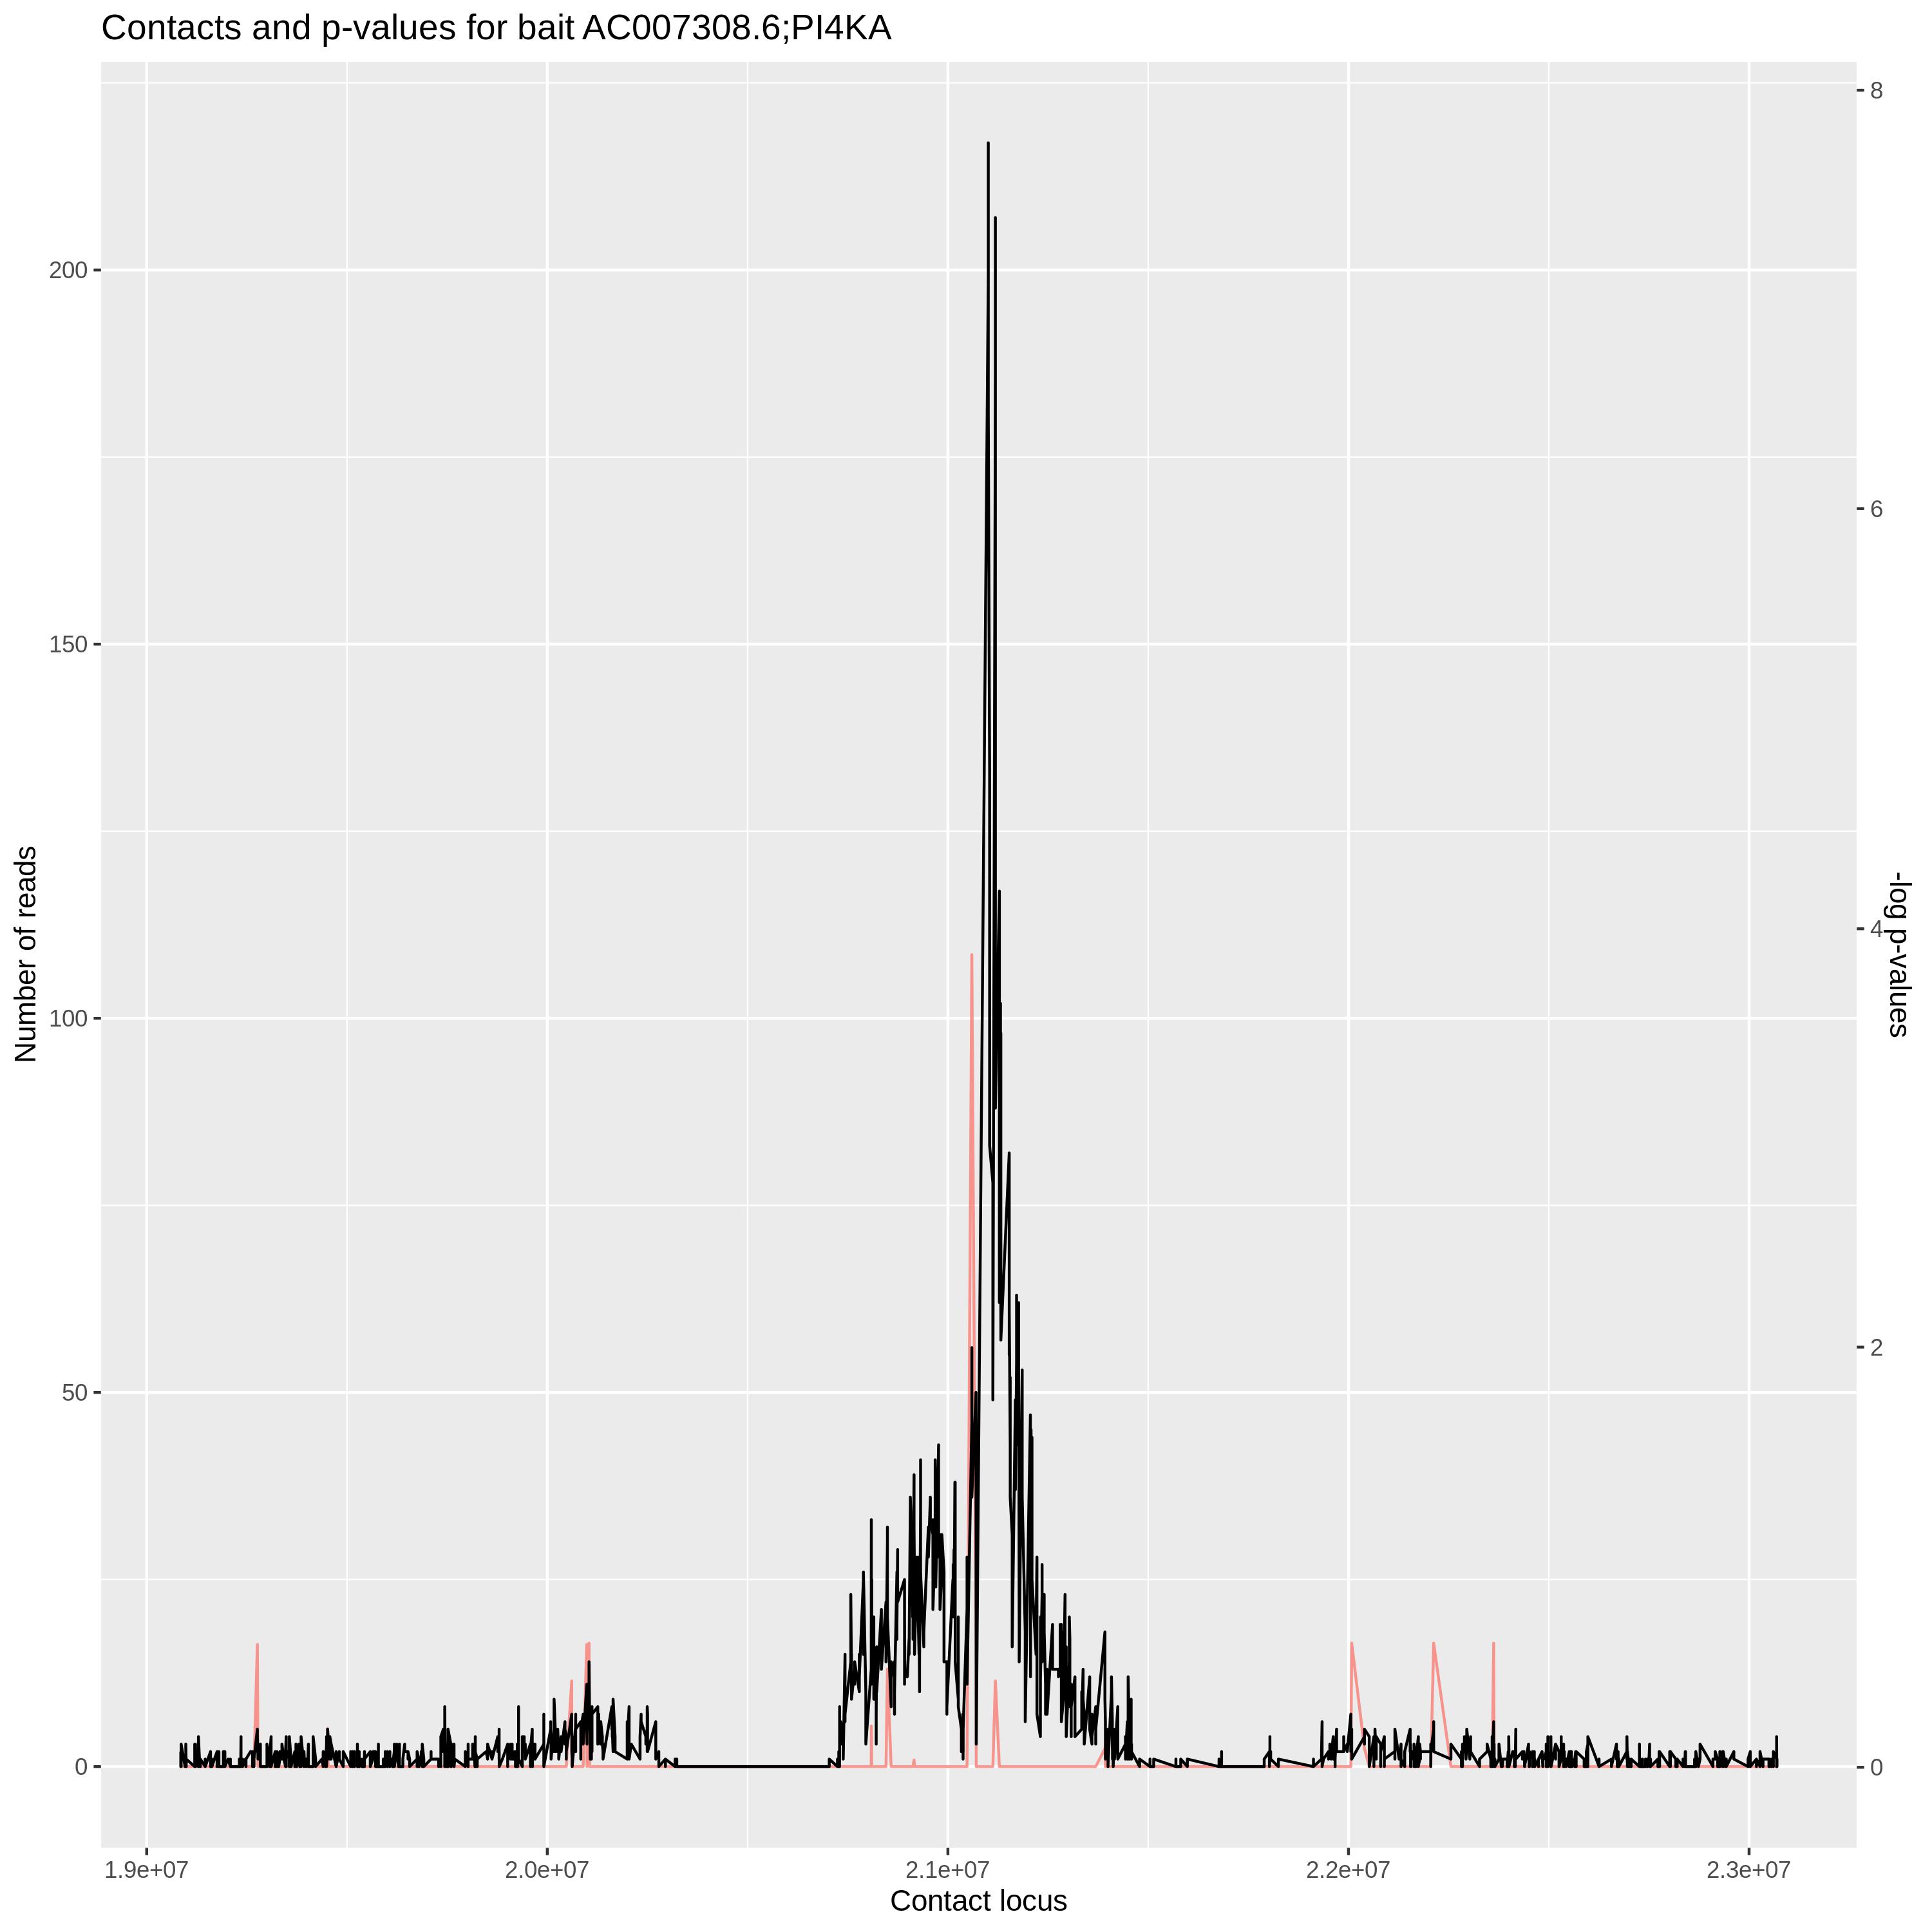 Contacts and p-values for bait AC007308.6;PI4KA
Number of reads
200
150
100
50
0
8
6
4
2
0
-log p-values
1.9e+07 2.0e+07 2.1e+07 2.2e+07 2.3e+07
Contact locus